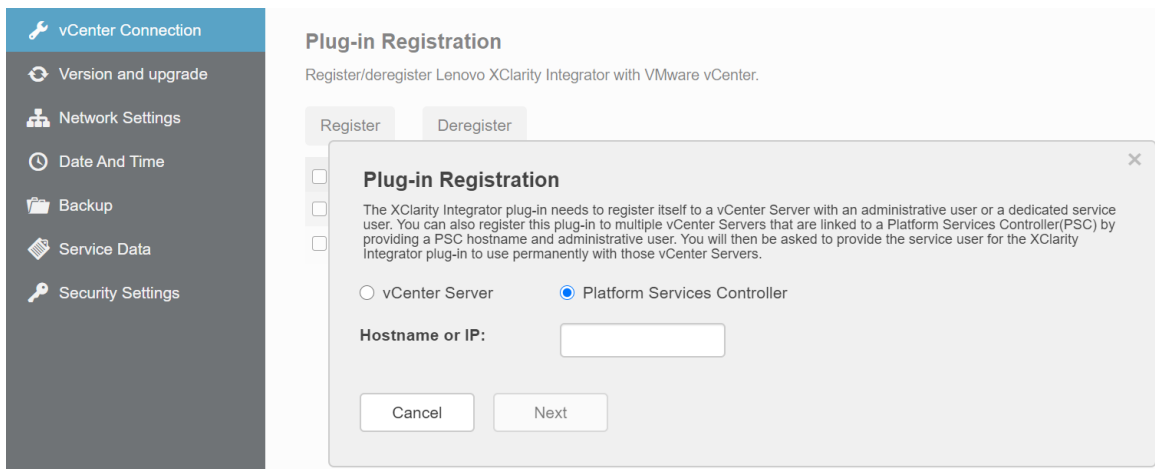 vCenter Connection
Version and upgrade
Network Settings
Date And Time
Backup
Service Data
Security Settings
Plug-in Registration
Register/deregister Lenovo XClarity Integrator with VMware vCenter.
Register Deregister
Plug-in Registration
The XClarity Integrator plug-in needs to register itself to a vCenter Server with an administrative user or a dedicated service
user. You can also register this plug-in to multiple vCenter Servers that are linked to a Platform Services Controller(PSC) by
providing a PSC hostname and administrative user. You will then be asked to provide the service user for the XClarity
Integrator plug-in to use permanently with those vCenter Servers.
vCenter Server Platform Services Controller
Hostname or IP:
Cancel Next